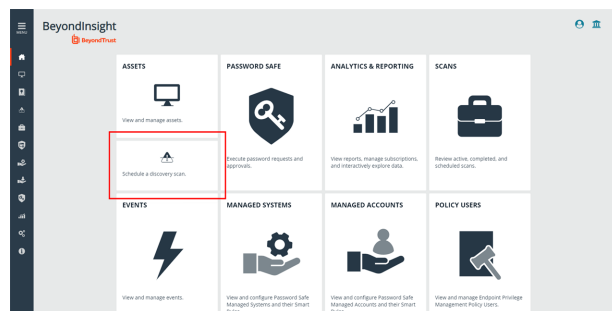 MENU
BeyondInsight
BeyondTrust
ASSETS
View and manage assets.
Schedule a discovery scan.
PASSWORD SAFE
Execute password requests and
approvals.
ANALYTICS & REPORTING
View reports, manage subscriptions,
and interactively explore data.
SCANS
Review active, completed, and
scheduled scans.
EVENTS
View and manage events.
MANAGED SYSTEMS
View and configure Password Safe
Managed Systems and their Smart
Rules.
MANAGED ACCOUNTS
View and configure Password Safe
Managed Accounts and their Smart
Rules.
POLICY USERS
View and manage Endpoint Privilege
Management Policy Users.